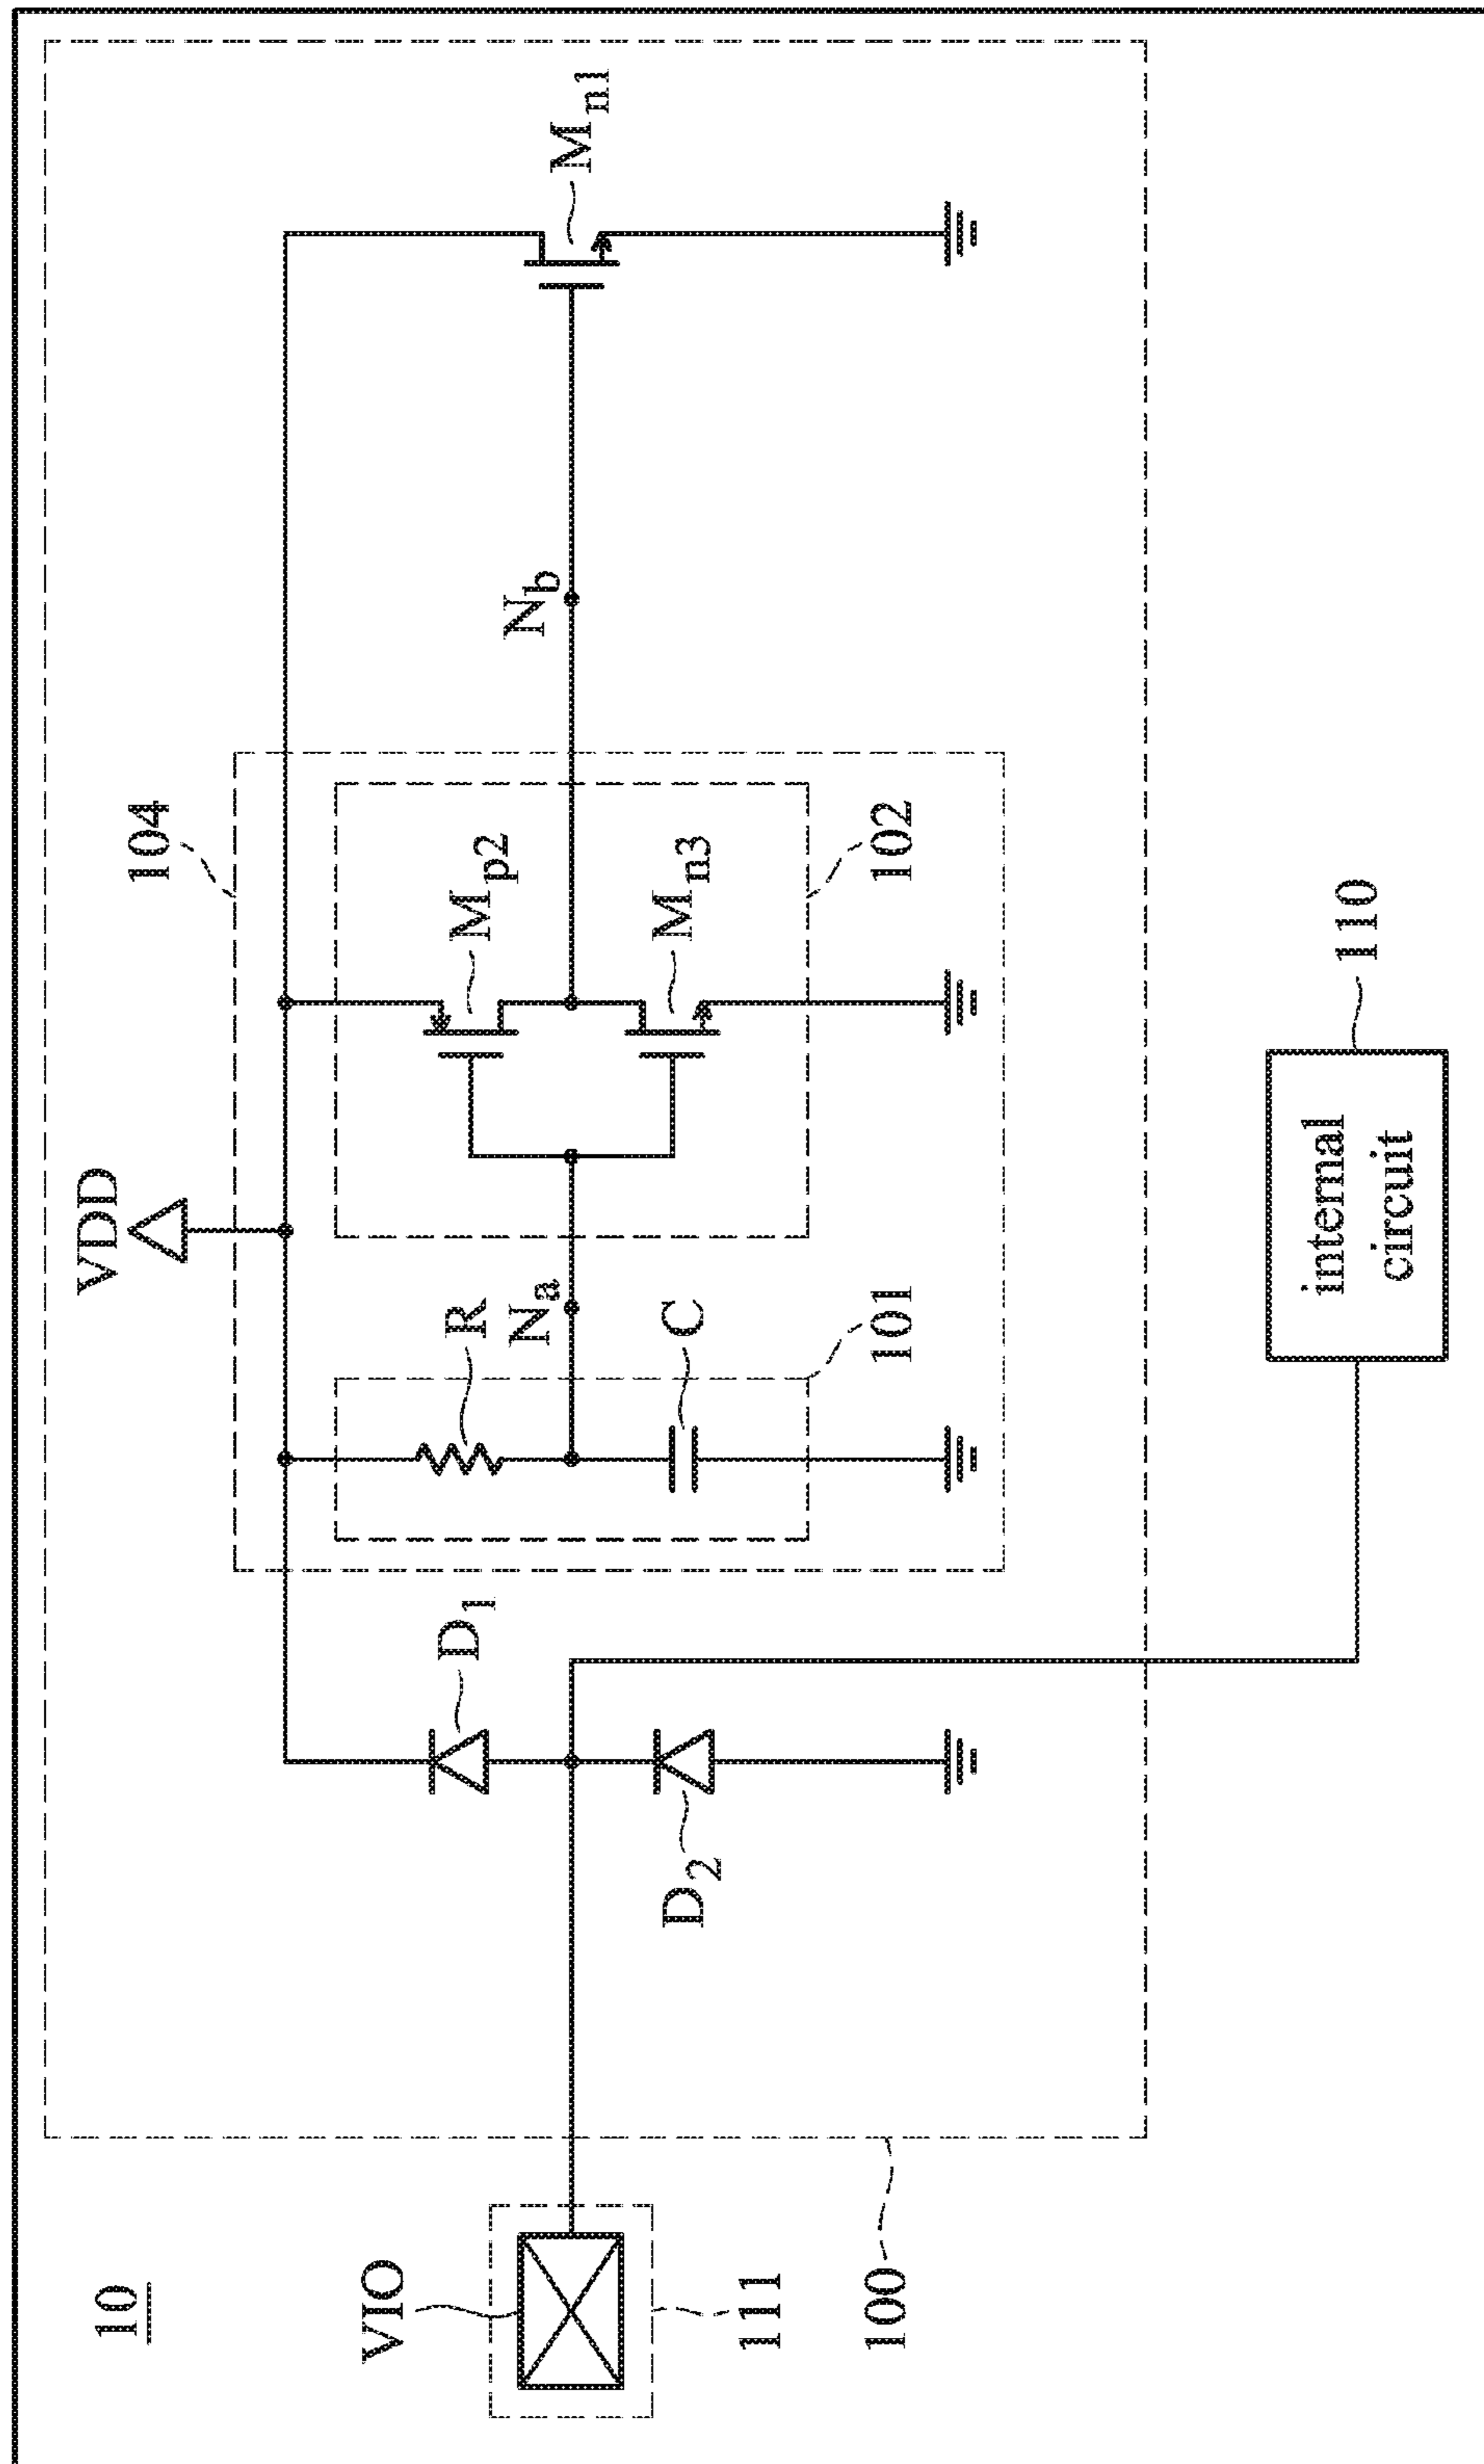 10
VIO
111
100
VDD
104
D1
D2
R
Na
C
101
Mp2
Mn3
102
Nb
Mn1
internal
circuit
110